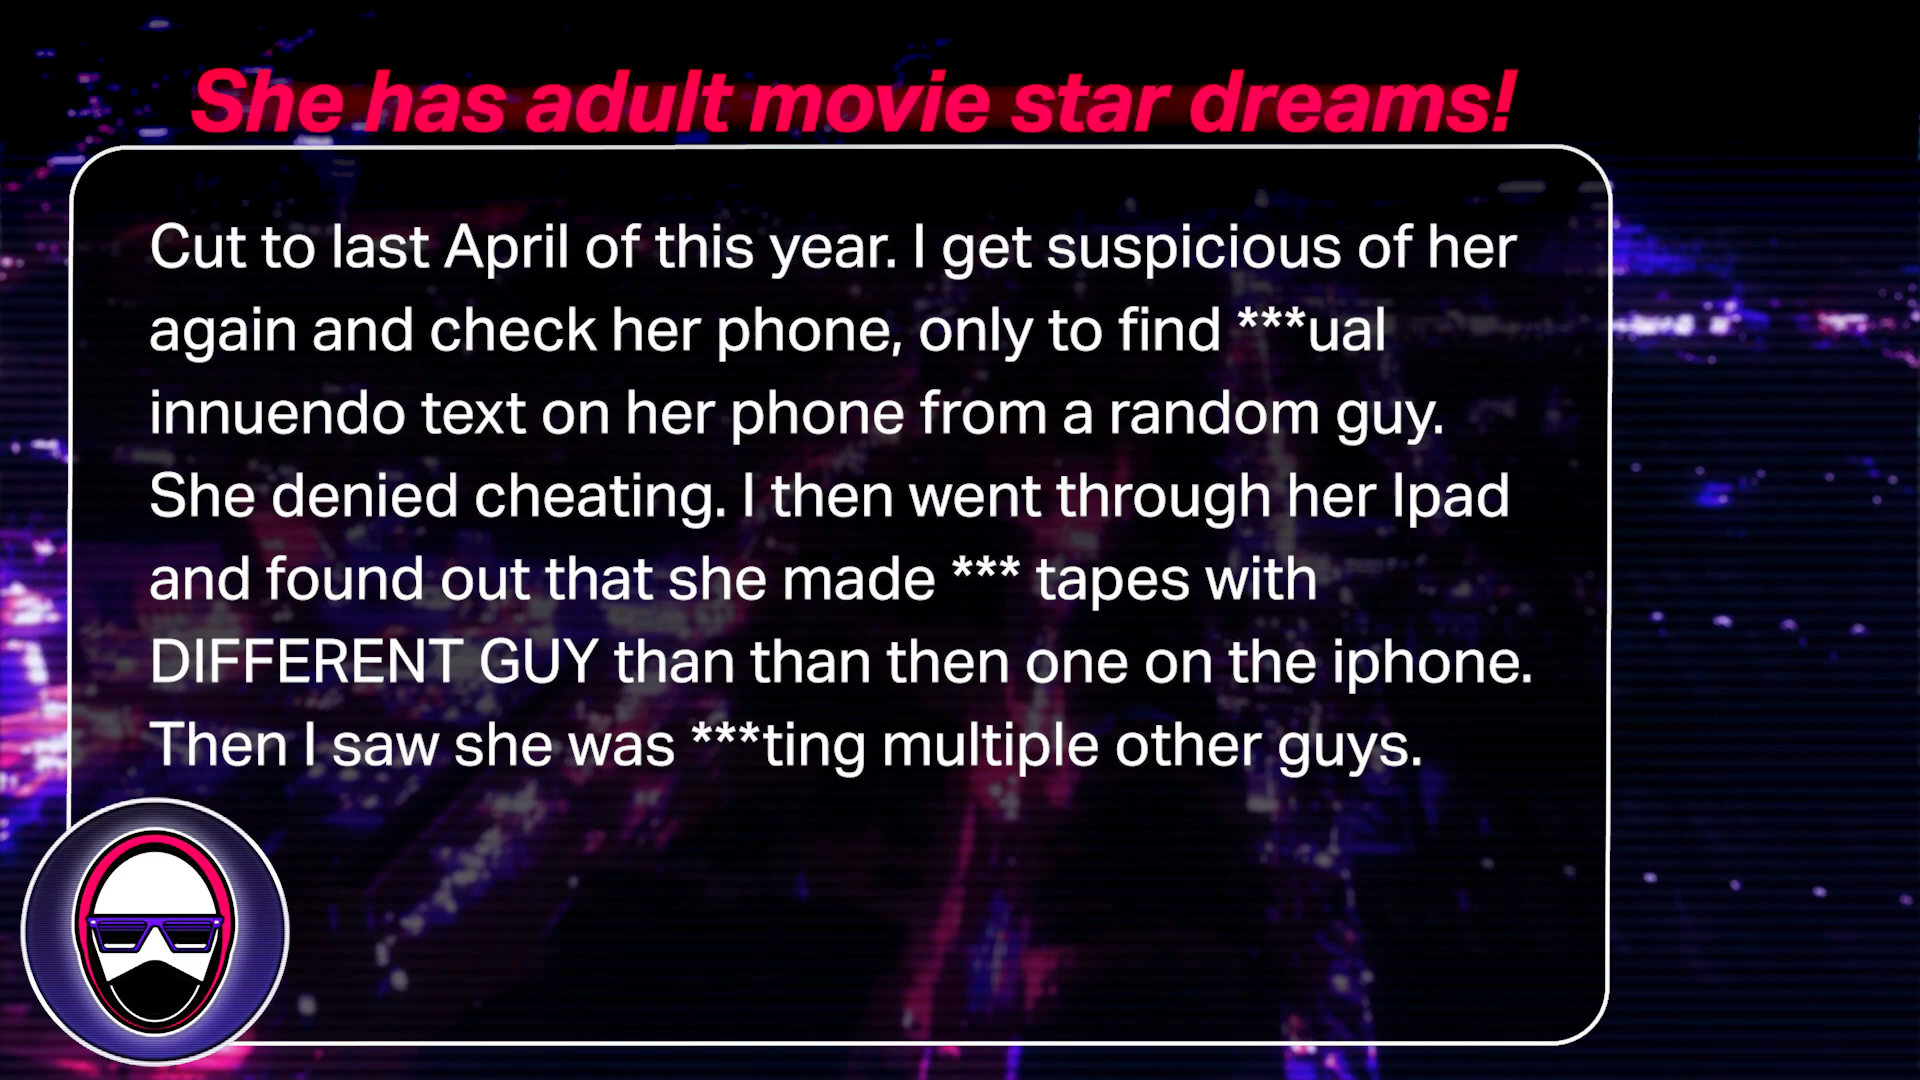 She has adult movie star dreams!
Cut to last April of this year. I get suspicious of her
again and check her phone, only to find ***ual
innuendo text on her phone from a random guy.
She denied cheating. I then went through her Ipad
and found out that she made *** tapes with
DIFFERENT GUY than than then one on the iphone.
Then I saw she was ***ting multiple other guys.